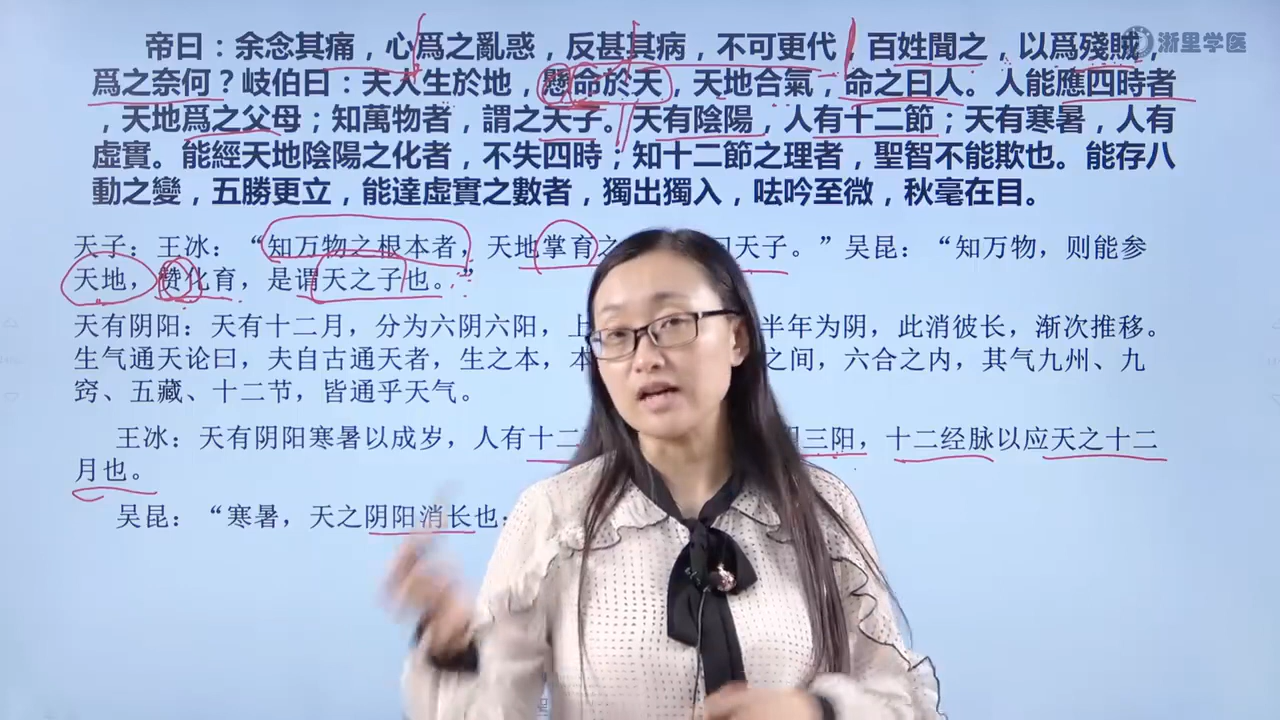 浙里学医
帝曰：余念其痛，心爲之亂惑，反甚其病，不可更代，百姓聞之，以爲殘賊，
爲之奈何？岐伯曰：夫人生於地，懸命於天，天地合氣，命之曰人。人能應四時者
，天地爲之父母；知萬物者，謂之天子。天有陰陽，人有十二節；天有寒暑，人有
虛實。能經天地陰陽之化者，不失四時；知十二節之理者，聖智不能欺也。能存八
動之變，五勝更立，能達虛實之數者，獨出獨入，呿吟至微，秋毫在目。
天子：王冰：“知万物之根本者，天地掌育 曰天子。”吴昆：“知万物，则能参
天地，赞化育，是谓天之子也。”
天有阴阳：天有十二月，分为六阴六阳，上 半年为阴，此消彼长，渐次推移。
生气通天论曰，夫自古通天者，生之本，本 之间，六合之内，其气九州、九
窍、五藏、十二节，皆通乎天气。
王冰：天有阴阳寒暑以成岁，人有十二 三阳，十二经脉以应天之十二
月也。
吴昆：“寒暑，天之阴阳消长也；